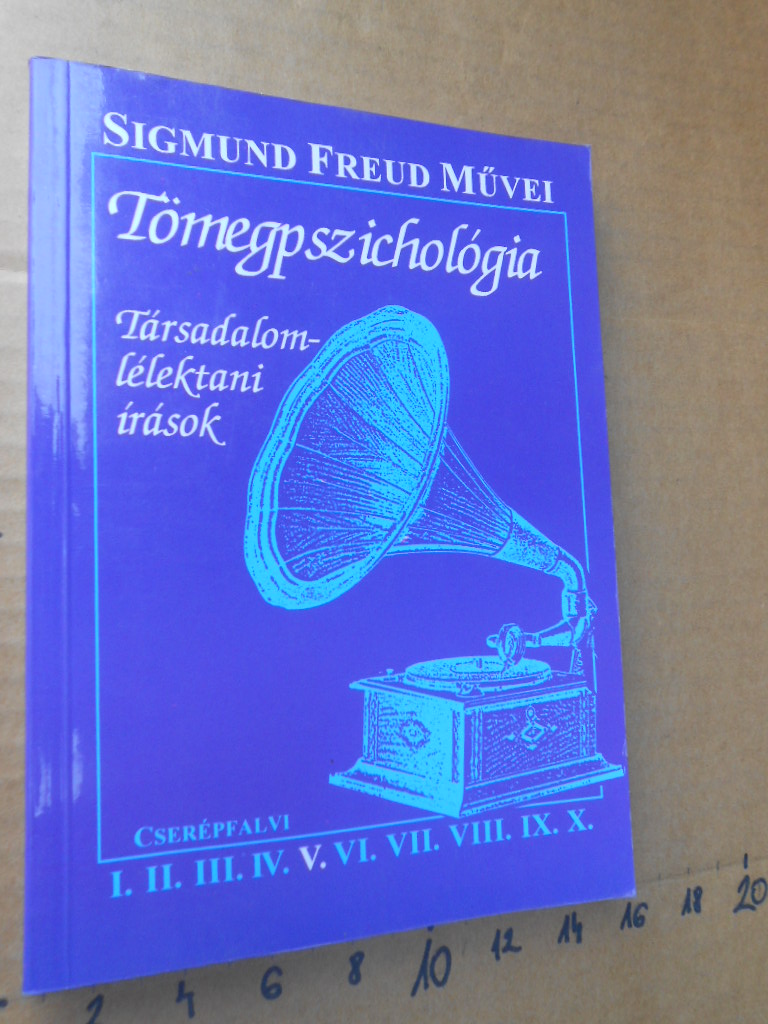 SIGMUND FREUD MŰVEI
Tömegpszichológia
Társadalom-
lélektani
írások
CSERÉPFALVI
I. II. III. IV. V. VI. VII. VIII. IX. X.
2 4 6 8 10 12 14 16 18 20